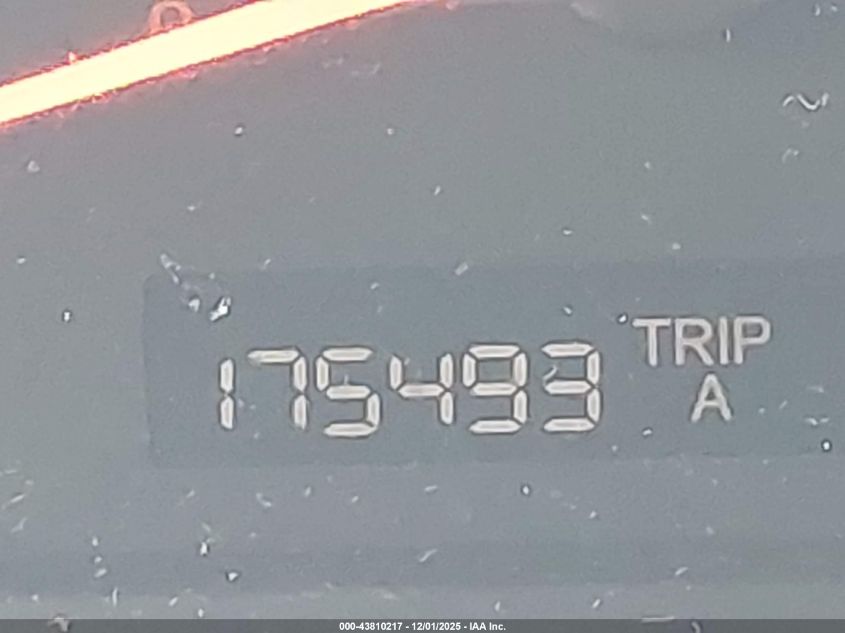 175493 TRIP
A
000-43810217 - 12/01/2025 - IAA Inc.